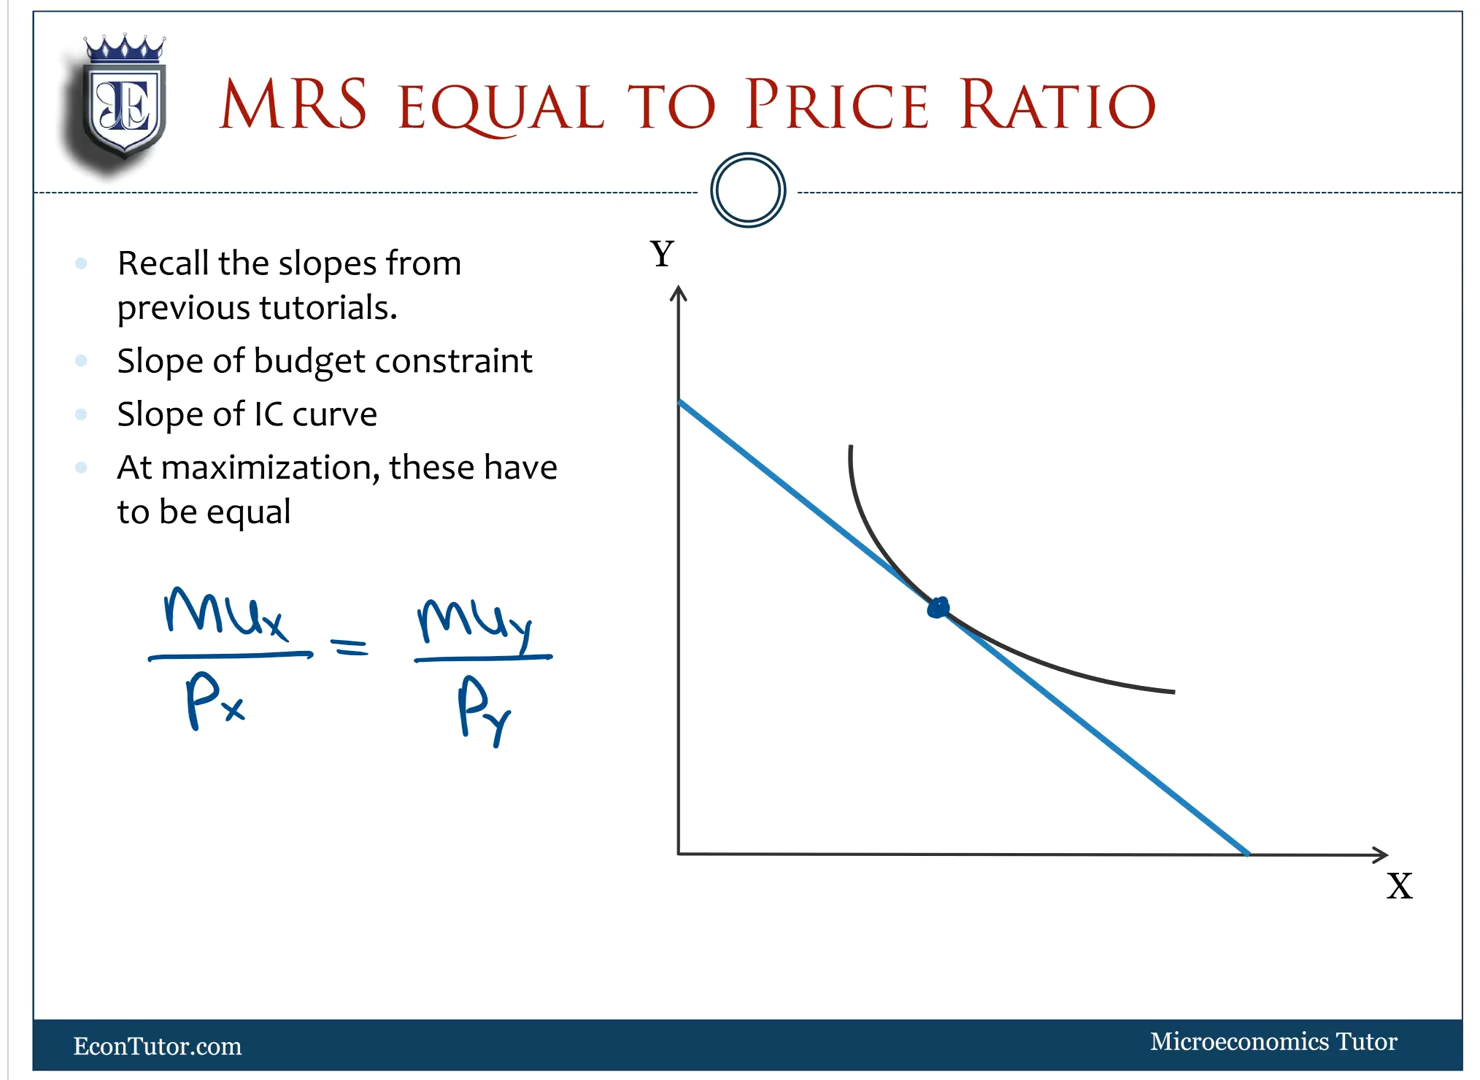 E
MRS EQUAL TO PRICE RATIO
Recall the slopes from
previous tutorials.
Slope of budget constraint
Slope of IC curve
At maximization, these have
to be equal
MUx = MUy
Px Py
Y
X
EconTutor.com
Microeconomics Tutor